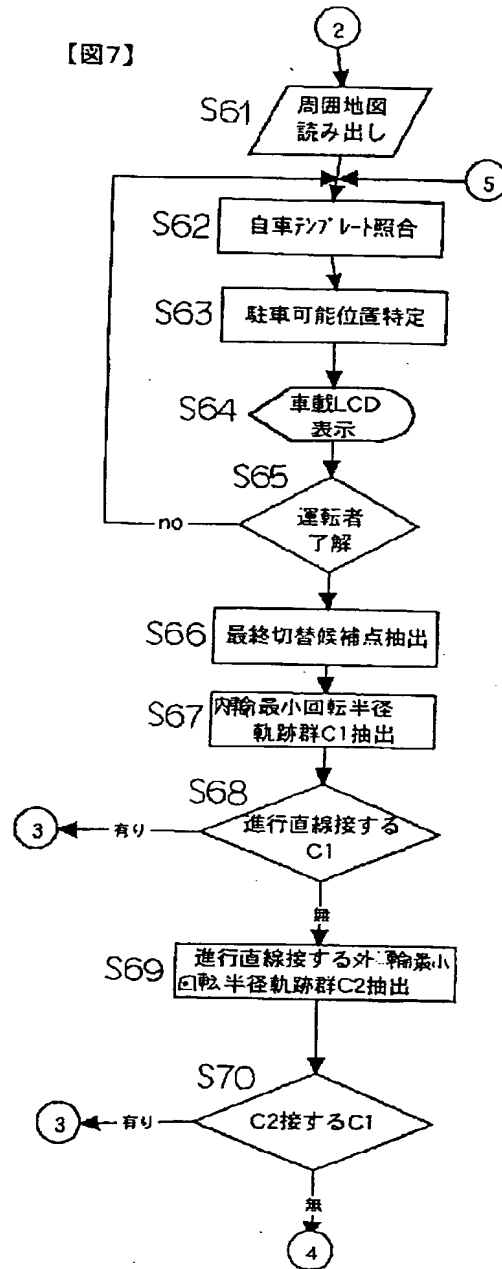 【図7】
2
S61
周囲地図
読み出し
5
S62
自車テンプレート照合
S63
駐車可能位置特定
S64
車載LCD
表示
S65
運転者
了解
no
S66
最終切替候補点抽出
S67
内輪最小回転半径
軌跡群C1抽出
S68
進行直線接する
C1
有り
3
無
S69
進行直線接する外輪最小
回転半径軌跡群C2抽出
S70
C2接するC1
有り
3
無
4